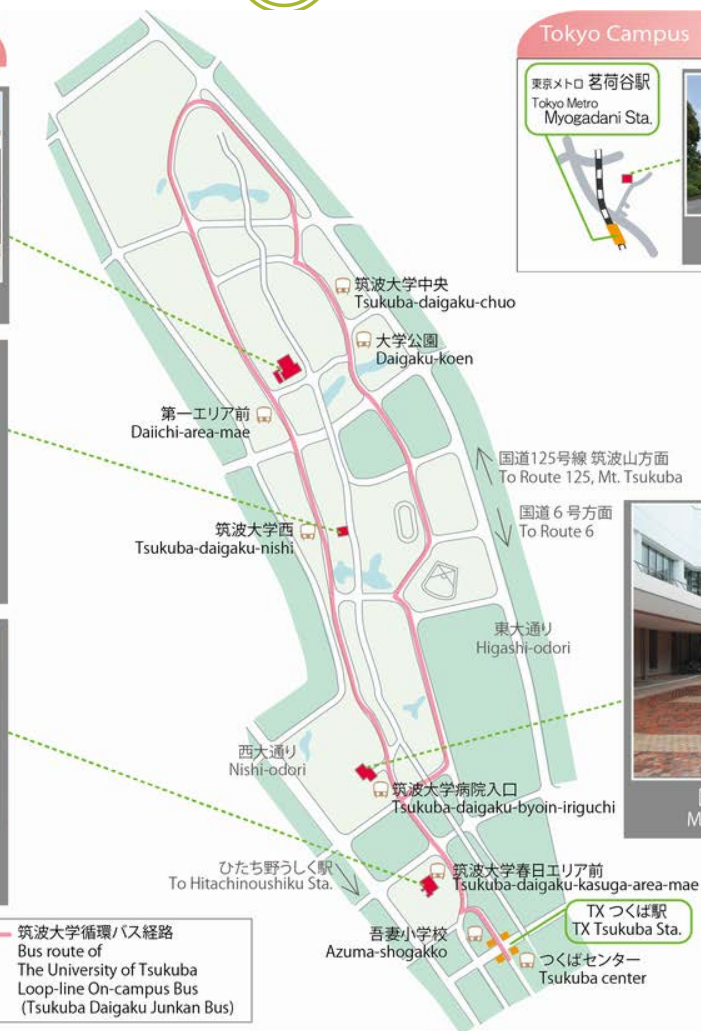 Tokyo Campus
東京メトロ 茗荷谷駅
Tokyo Metro
Myogadani Sta.
筑波大学中央
Tsukuba-daigaku-chuo
大学公園
Daigaku-koen
第一エリア前
Daiichi-area-mae
国道125号線 筑波山方面
To Route 125, Mt. Tsukuba
国道6号方面
To Route 6
筑波大学西
Tsukuba-daigaku-nishi
東大通り
Higashi-odori
西大通り
Nishi-odori
筑波大学病院入口
Tsukuba-daigaku-byoin-iriguchi
ひたち野うしく駅
To Hitachinoushiku Sta.
筑波大学春日エリア前
Tsukuba-daigaku-kasuga-area-mae
TX つくば駅
TX Tsukuba Sta.
吾妻小学校
Azuma-shogakko
つくばセンター
Tsukuba center
筑波大学循環バス経路
Bus route of
The University of Tsukuba
Loop-line On-campus Bus
(Tsukuba Daigaku Junkan Bus)